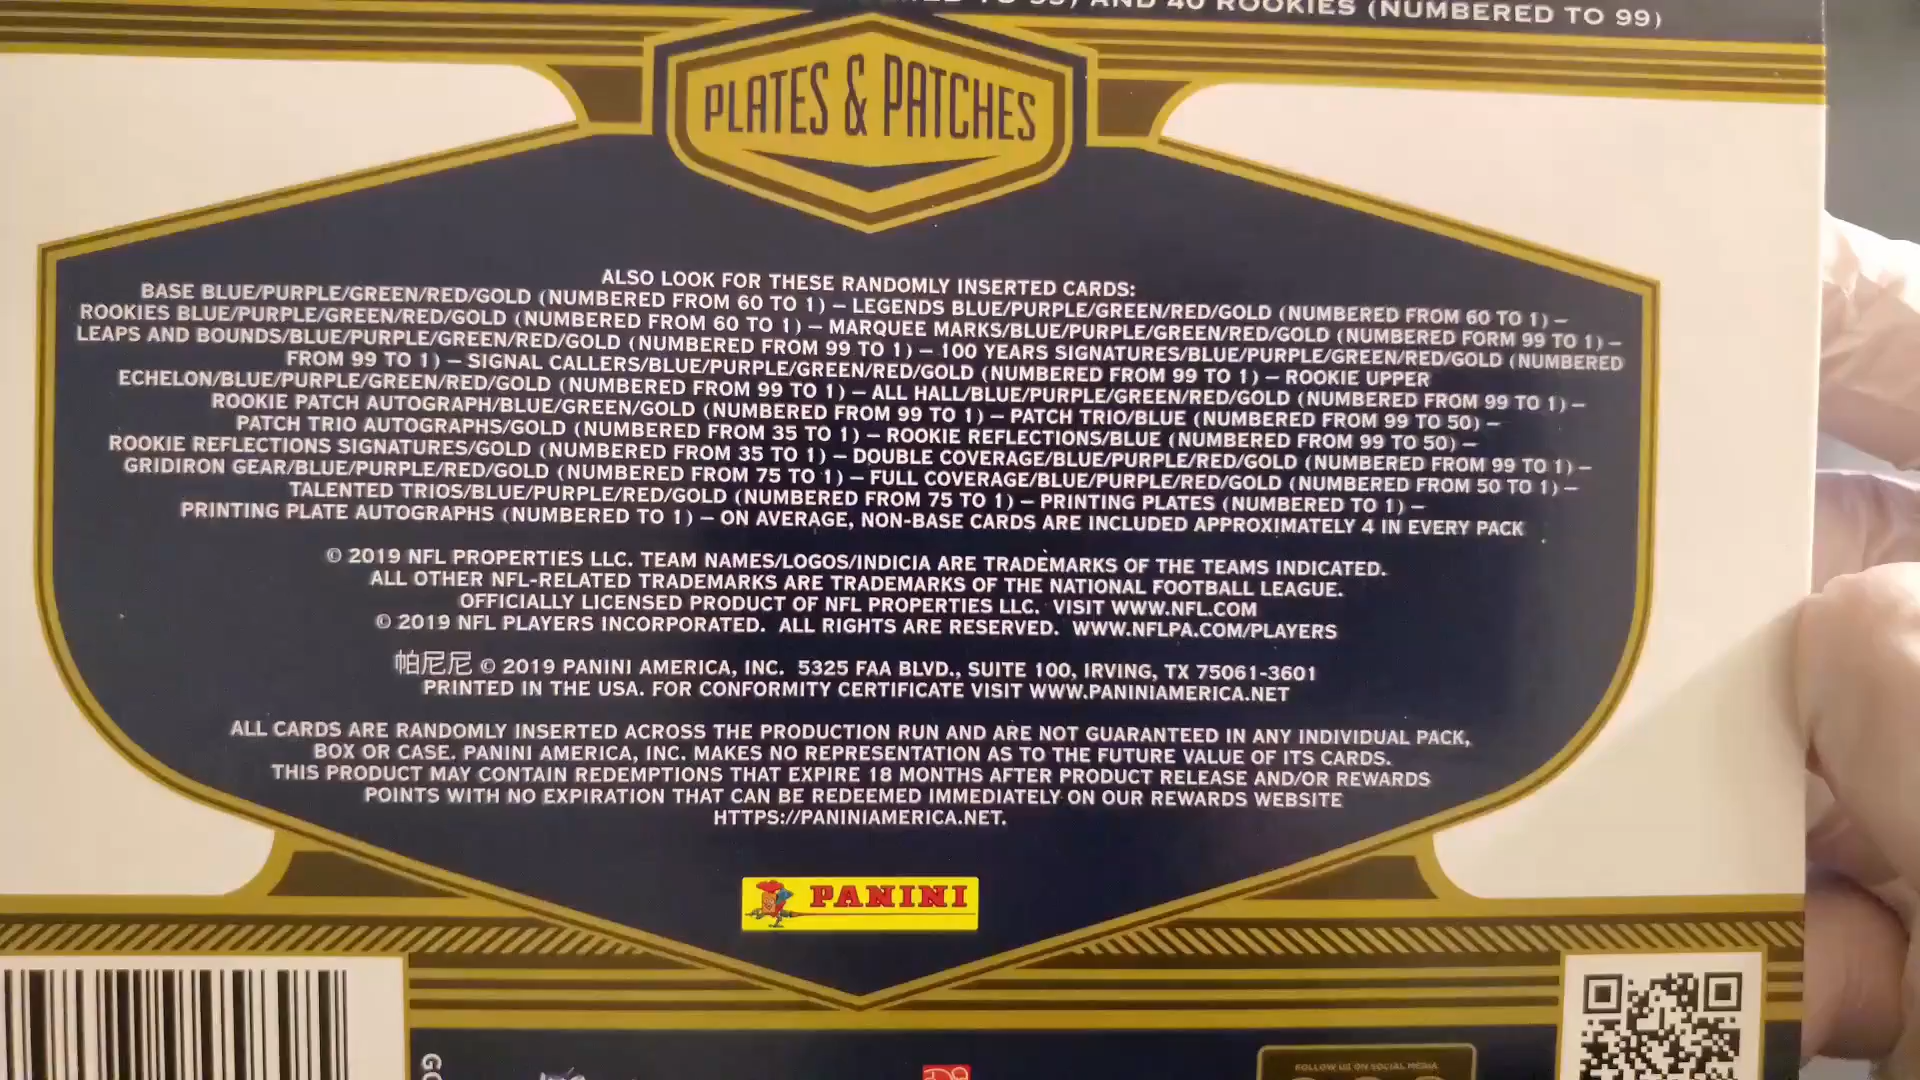 AND 40 ROOKIES (NUMBERED TO 99)
PLATES & PATCHES
ALSO LOOK FOR THESE RANDOMLY INSERTED CARDS:
BASE BLUE/PURPLE/GREEN/RED/GOLD (NUMBERED FROM 60 TO 1) – LEGENDS BLUE/PURPLE/GREEN/RED/GOLD (NUMBERED FROM 60 TO 1) –
ROOKIES BLUE/PURPLE/GREEN/RED/GOLD (NUMBERED FROM 60 TO 1) – MARQUEE MARKS/BLUE/PURPLE/GREEN/RED/GOLD (NUMBERED FORM 99 TO 1) –
LEAPS AND BOUNDS/BLUE/PURPLE/GREEN/RED/GOLD (NUMBERED FROM 99 TO 1) – 100 YEARS SIGNATURES/BLUE/PURPLE/GREEN/RED/GOLD (NUMBERED
FROM 99 TO 1) – SIGNAL CALLERS/BLUE/PURPLE/GREEN/RED/GOLD (NUMBERED FROM 99 TO 1) – ROOKIE UPPER
ECHELON/BLUE/PURPLE/GREEN/RED/GOLD (NUMBERED FROM 99 TO 1) – ALL HALL/BLUE/PURPLE/GREEN/RED/GOLD (NUMBERED FROM 99 TO 1) –
ROOKIE PATCH AUTOGRAPH/BLUE/GREEN/GOLD (NUMBERED FROM 99 TO 1) – PATCH TRIO/BLUE (NUMBERED FROM 99 TO 50) –
PATCH TRIO AUTOGRAPHS/GOLD (NUMBERED FROM 35 TO 1) – ROOKIE REFLECTIONS/BLUE (NUMBERED FROM 99 TO 50) –
ROOKIE REFLECTIONS SIGNATURES/GOLD (NUMBERED FROM 35 TO 1) – DOUBLE COVERAGE/BLUE/PURPLE/RED/GOLD (NUMBERED FROM 99 TO 1) –
GRIDIRON GEAR/BLUE/PURPLE/RED/GOLD (NUMBERED FROM 75 TO 1) – FULL COVERAGE/BLUE/PURPLE/RED/GOLD (NUMBERED FROM 50 TO 1) –
TALENTED TRIOS/BLUE/PURPLE/RED/GOLD (NUMBERED FROM 75 TO 1) – PRINTING PLATES (NUMBERED TO 1) –
PRINTING PLATE AUTOGRAPHS (NUMBERED TO 1) – ON AVERAGE, NON-BASE CARDS ARE INCLUDED APPROXIMATELY 4 IN EVERY PACK
© 2019 NFL PROPERTIES LLC. TEAM NAMES/LOGOS/INDICIA ARE TRADEMARKS OF THE TEAMS INDICATED.
ALL OTHER NFL-RELATED TRADEMARKS ARE TRADEMARKS OF THE NATIONAL FOOTBALL LEAGUE.
OFFICIALLY LICENSED PRODUCT OF NFL PROPERTIES LLC. VISIT WWW.NFL.COM
© 2019 NFL PLAYERS INCORPORATED. ALL RIGHTS ARE RESERVED. WWW.NFLPA.COM/PLAYERS
帕尼尼 © 2019 PANINI AMERICA, INC. 5325 FAA BLVD., SUITE 100, IRVING, TX 75061-3601
PRINTED IN THE USA. FOR CONFORMITY CERTIFICATE VISIT WWW.PANINIAMERICA.NET
ALL CARDS ARE RANDOMLY INSERTED ACROSS THE PRODUCTION RUN AND ARE NOT GUARANTEED IN ANY INDIVIDUAL PACK,
BOX OR CASE. PANINI AMERICA, INC. MAKES NO REPRESENTATION AS TO THE FUTURE VALUE OF ITS CARDS.
THIS PRODUCT MAY CONTAIN REDEMPTIONS THAT EXPIRE 18 MONTHS AFTER PRODUCT RELEASE AND/OR REWARDS
POINTS WITH NO EXPIRATION THAT CAN BE REDEEMED IMMEDIATELY ON OUR REWARDS WEBSITE
HTTPS://PANINIAMERICA.NET.
PANINI
FOLLOW US ON SOCIAL MEDIA